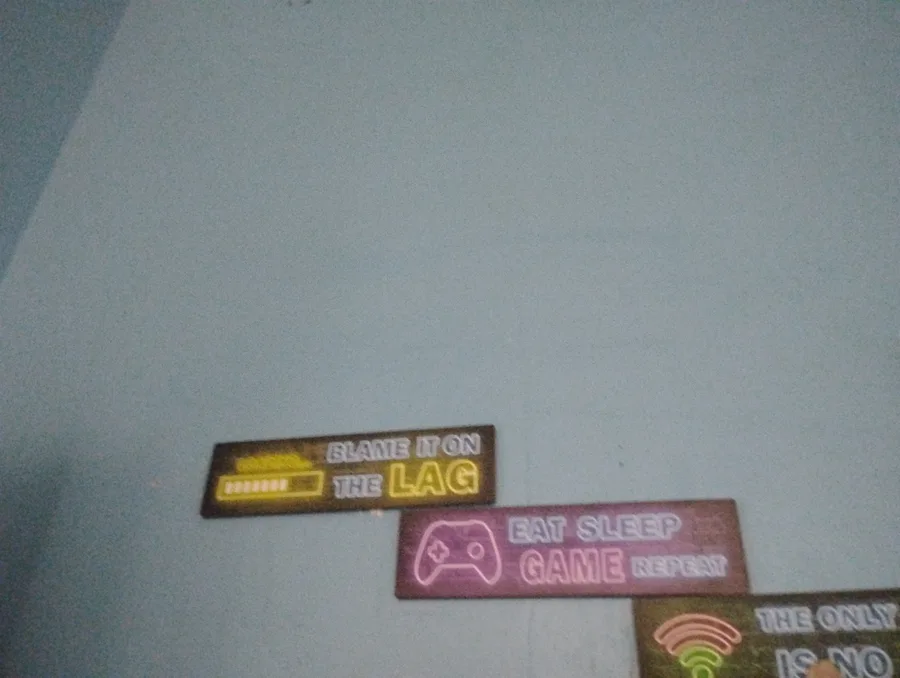 BLAME IT ON
THE LAG
EAT SLEEP
GAME REPEAT
THE ONLY
IS NO